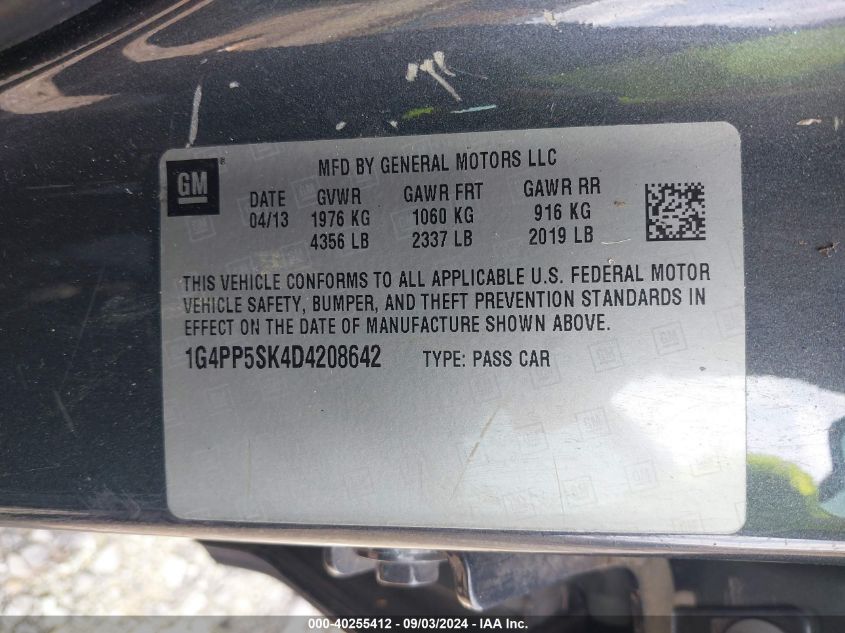 MFD BY GENERAL MOTORS LLC
GM®
DATE GVWR GAWR FRT GAWR RR
04/13 1976 KG 1060 KG 916 KG
4356 LB 2337 LB 2019 LB
THIS VEHICLE CONFORMS TO ALL APPLICABLE U.S. FEDERAL MOTOR
VEHICLE SAFETY, BUMPER, AND THEFT PREVENTION STANDARDS IN
EFFECT ON THE DATE OF MANUFACTURE SHOWN ABOVE.
1G4PP5SK4D4208642 TYPE: PASS CAR
000-40255412 - 09/03/2024 - IAA Inc.